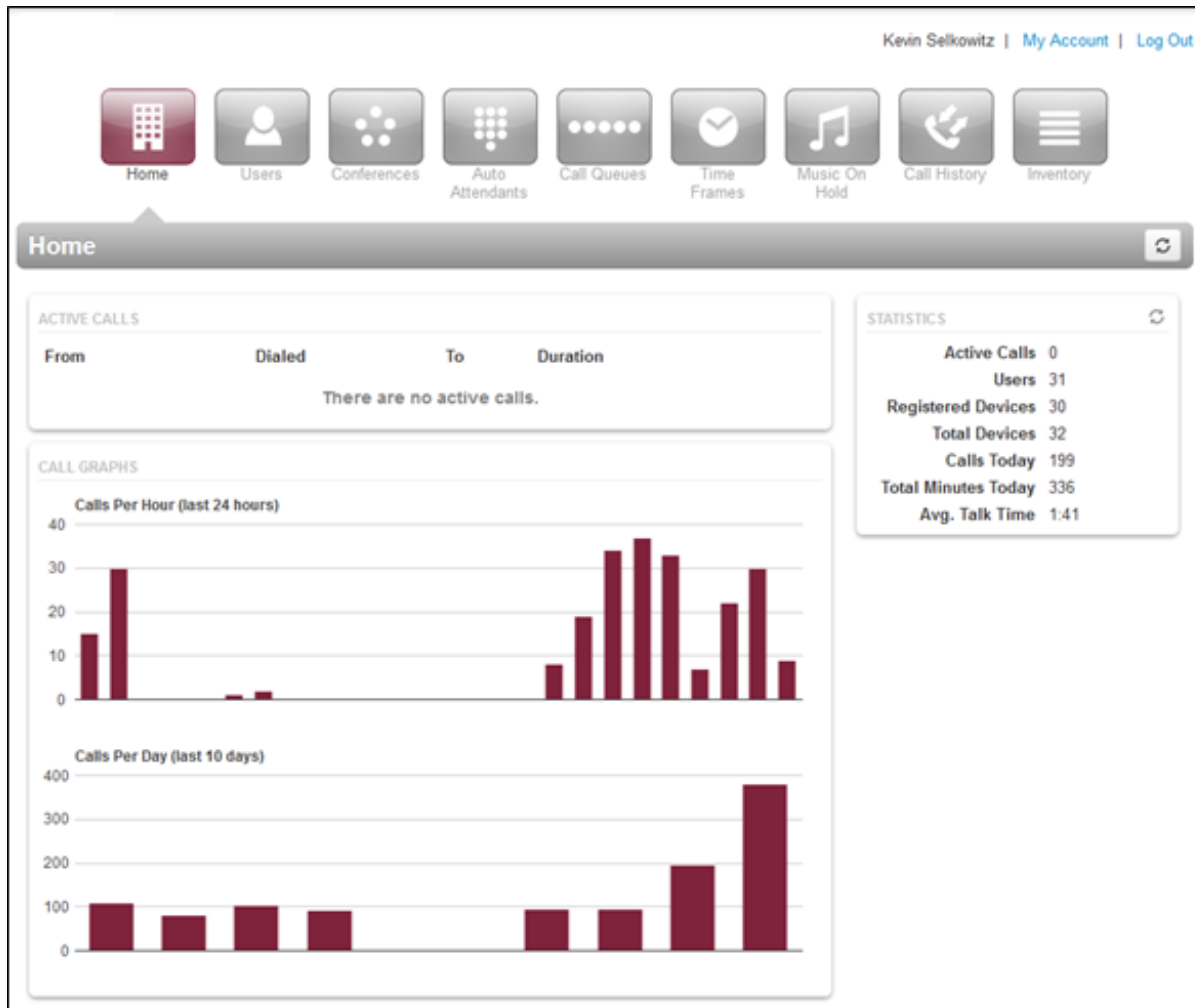 Kevin Selkowitz | My Account | Log Out
Home
Users
Conferences
Auto
Attendants
Call Queues
Time
Frames
Music On
Hold
Call History
Inventory
Home
ACTIVE CALLS
From Dialed To Duration
There are no active calls.
STATISTICS
Active Calls 0
Users 31
Registered Devices 30
Total Devices 32
Calls Today 199
Total Minutes Today 336
Avg. Talk Time 1:41
CALL GRAPHS
Calls Per Hour (last 24 hours)
40
30
20
10
0
Calls Per Day (last 10 days)
400
300
200
100
0